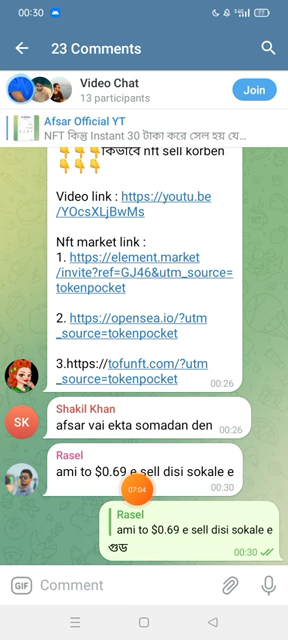 00:30
77
23 Comments
Video Chat
13 participants
Join
Afsar Official YT
NFT কিন্তু Instant 30 টাকা করে সেল হয় যে...
👇👇👇কিভাবে nft sell korben
👇👇👇
Video link : https://youtu.be
/YOcsXLjBwMs
Nft market link :
1. https://element.market
/invite?ref=GJ46&utm_source=
tokenpocket
2. https://opensea.io/?utm
_source=tokenpocket
3.https://tofunft.com/?utm
_source=tokenpocket
00:26
SK
Shakil Khan
afsar vai ekta somadan den
00:26
Rasel
ami to $0.69 e sell disi sokale e
00:30
07:04
Rasel
ami to $0.69 e sell disi sokale e
গুড
00:30
GIF
Comment